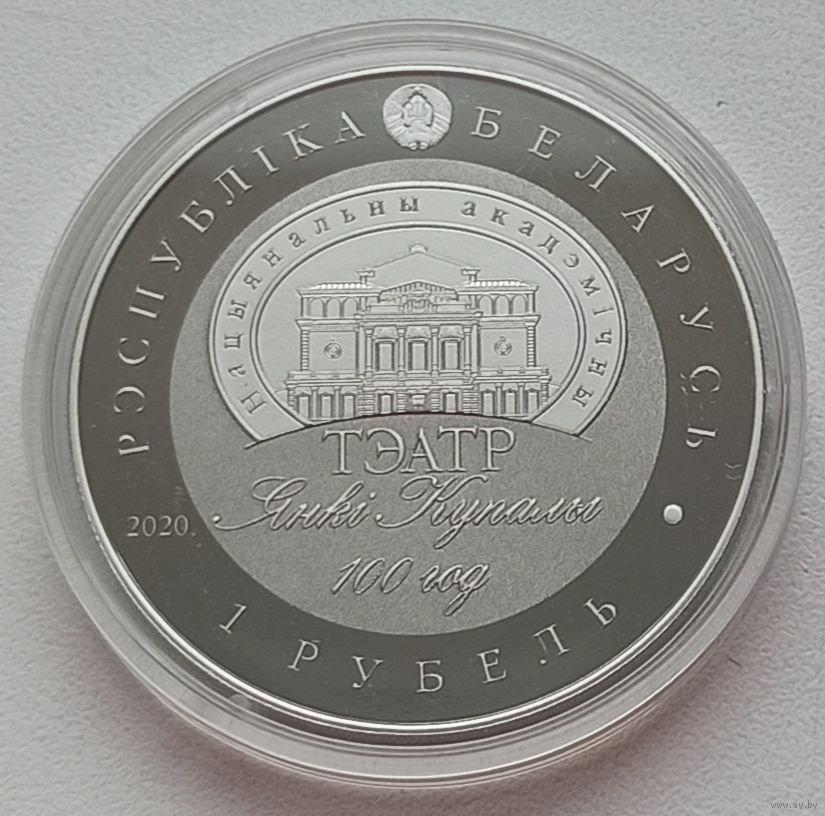 РЭСПУБЛІКА БЕЛАРУСЬ
Нацыянальны акадэмічны
ТЭАТР
Янкі Купалы
100 год
2020
1 РУБЕЛЬ
www.ay.by